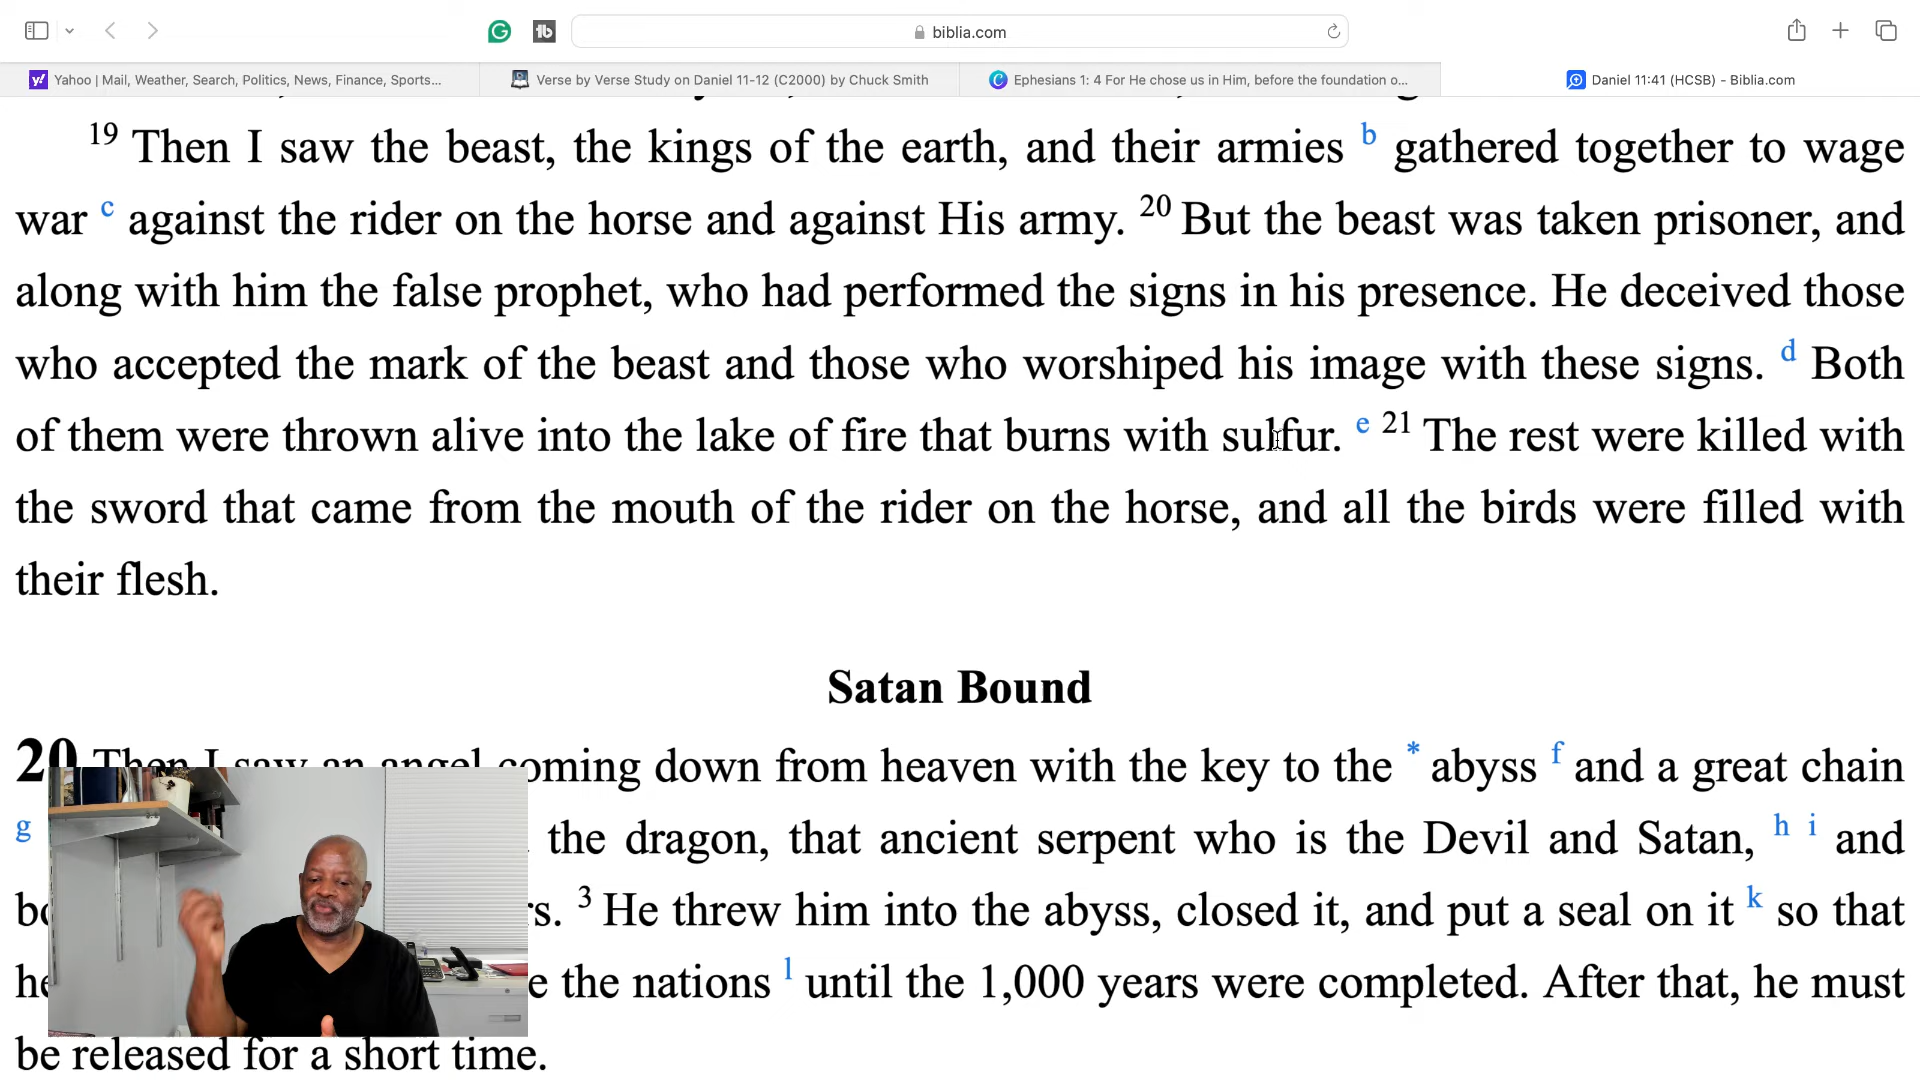 biblia.com
Yahoo | Mail, Weather, Search, Politics, News, Finance, Sports...
Verse by Verse Study on Daniel 11-12 (C2000) by Chuck Smith
Ephesians 1: 4 For He chose us in Him, before the foundation o...
Daniel 11:41 (HCSB) - Biblia.com
19 Then I saw the beast, the kings of the earth, and their armies b gathered together to wage
war c against the rider on the horse and against His army. 20 But the beast was taken prisoner, and
along with him the false prophet, who had performed the signs in his presence. He deceived those
who accepted the mark of the beast and those who worshiped his image with these signs. d Both
of them were thrown alive into the lake of fire that burns with sulfur. e 21 The rest were killed with
the sword that came from the mouth of the rider on the horse, and all the birds were filled with
their flesh.
Satan Bound
20 Then I saw an angel coming down from heaven with the key to the * abyss f and a great chain
g the dragon, that ancient serpent who is the Devil and Satan, h i and
3 He threw him into the abyss, closed it, and put a seal on it k so that
the nations l until the 1,000 years were completed. After that, he must
be released for a short time.